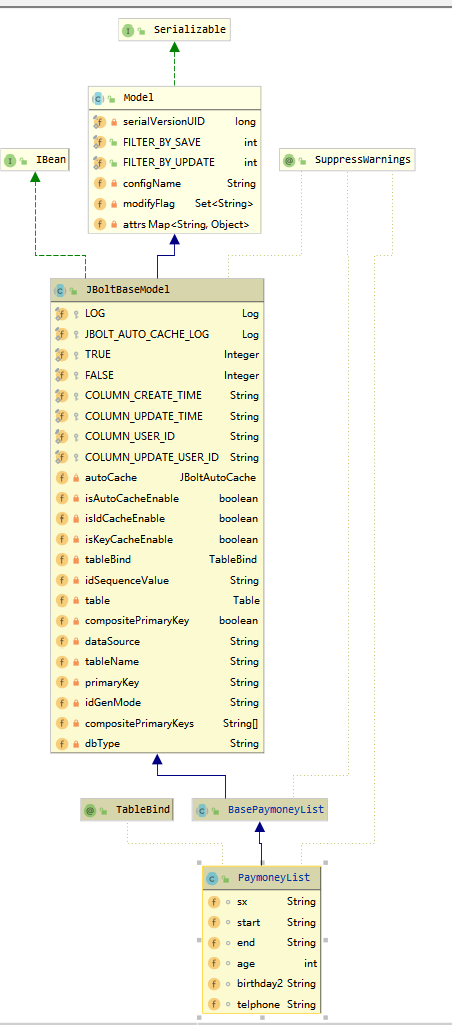 Serializable
Model
serialVersionUID long
FILTER_BY_SAVE int
FILTER_BY_UPDATE int
configName String
modifyFlag Set<String>
attrs Map<String, Object>
IBean
SuppressWarnings
JBoltBaseModel
LOG Log
JBOLT_AUTO_CACHE_LOG Log
TRUE Integer
FALSE Integer
COLUMN_CREATE_TIME String
COLUMN_UPDATE_TIME String
COLUMN_USER_ID String
COLUMN_UPDATE_USER_ID String
autoCache JBoltAutoCache
isAutoCacheEnable boolean
isIdCacheEnable boolean
isKeyCacheEnable boolean
tableBind TableBind
idSequenceValue String
table Table
compositePrimaryKey boolean
dataSource String
tableName String
primaryKey String
idGenMode String
compositePrimaryKeys String[]
dbType String
TableBind
BasePaymoneyList
PaymoneyList
sx String
start String
end String
age int
birthday2 String
telphone String